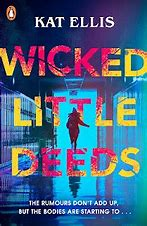 KAT ELLIS
WICKED
LITTLE
DEEDS
THE RUMOURS DON'T ADD UP,
BUT THE BODIES ARE STARTING TO . . .